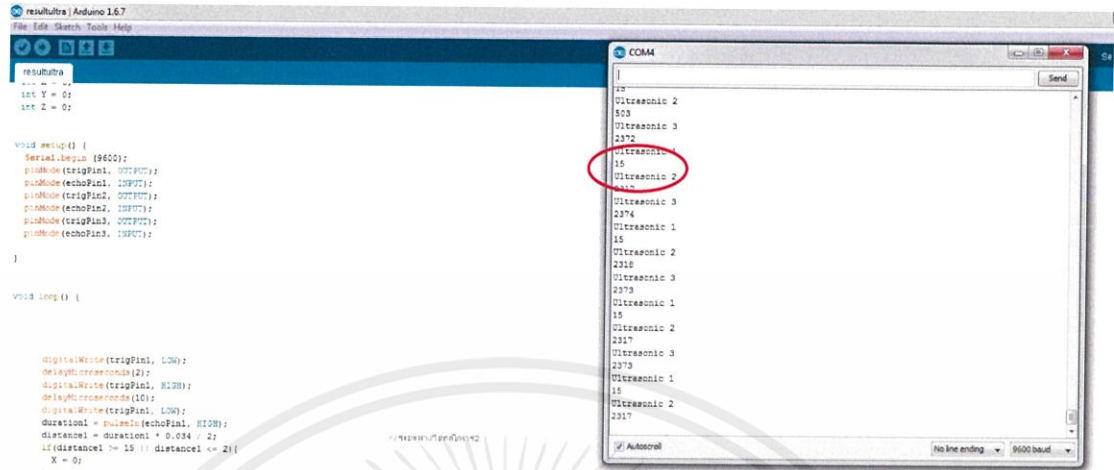 resultultra | Arduino 1.6.7
File Edit Sketch Tools Help
resultultra
int Y = 0;
int Z = 0;
void setup() {
Serial.begin (9600);
pinMode(trigPin1, OUTPUT);
pinMode(echoPin1, INPUT);
pinMode(trigPin2, OUTPUT);
pinMode(echoPin2, INPUT);
pinMode(trigPin3, OUTPUT);
pinMode(echoPin3, INPUT);
}
void loop() {
digitalWrite(trigPin1, LOW);
delayMicroseconds(2);
digitalWrite(trigPin1, HIGH);
delayMicroseconds(10);
digitalWrite(trigPin1, LOW);
duration1 = pulseIn(echoPin1, HIGH);
distance1 = duration1 * 0.034 / 2;
if(distance1 >= 15 || distance1 <= 2){
X = 0;
COM4
Send
15
Ultrasonic 2
503
Ultrasonic 3
2372
Ultrasonic 1
15
Ultrasonic 2
2317
Ultrasonic 3
2374
Ultrasonic 1
15
Ultrasonic 2
2318
Ultrasonic 3
2373
Ultrasonic 1
15
Ultrasonic 2
2317
Ultrasonic 3
2373
Ultrasonic 1
15
Ultrasonic 2
2317
Autoscroll
No line ending
9600 baud